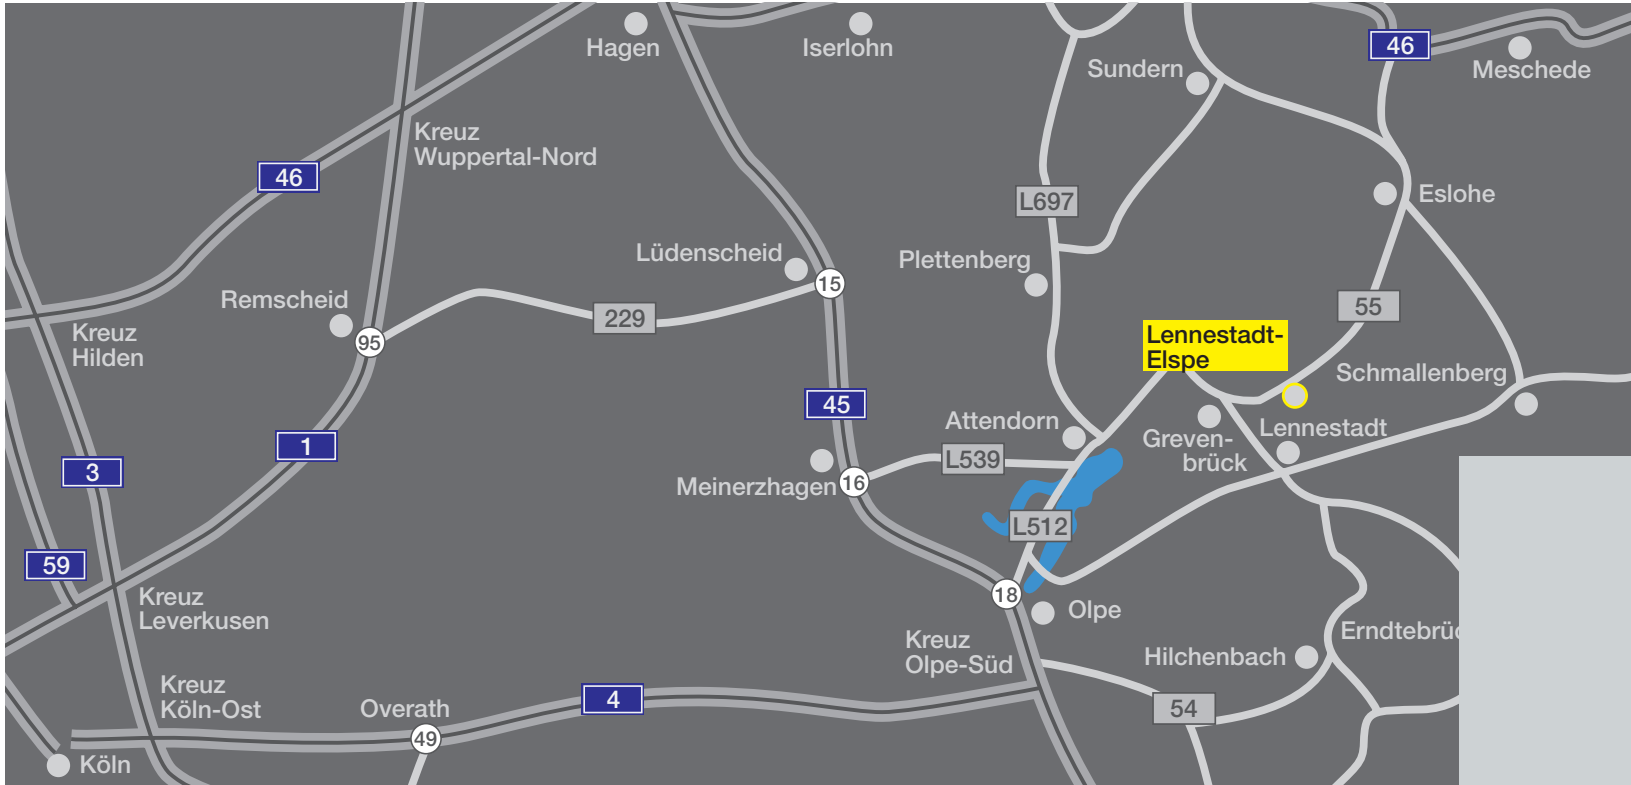 Hagen
Iserlohn
46
Meschede
Sundern
Kreuz
Wuppertal-Nord
46
L697
Eslohe
Lüdenscheid
Plettenberg
15
Remscheid
229
55
Kreuz
Hilden
95
Lennestadt-
Elspe
Schmallenberg
45
Attendorn
Greven-
brück
Lennestadt
1
3
L539
Meinerzhagen
16
L512
59
Kreuz
Leverkusen
18
Olpe
Kreuz
Olpe-Süd
Hilchenbach
Erndtebrüc
Kreuz
Köln-Ost
Overath
4
54
49
Köln